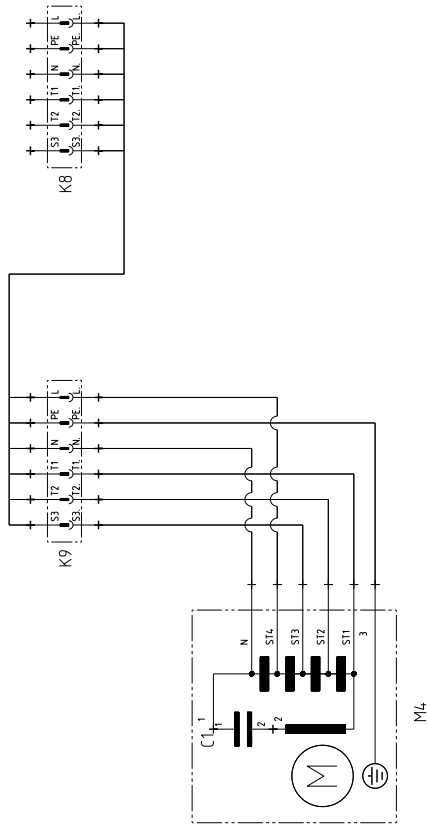 L L.
PE PE.
N N.
T1 T1.
T2 T2.
S3 S3.
K8
L L.
PE PE.
N N.
T1 T1.
T2 T2.
S3 S3.
K9
N
ST4
ST3
ST2
ST1
3
C1
1
1
2
2
M
M4